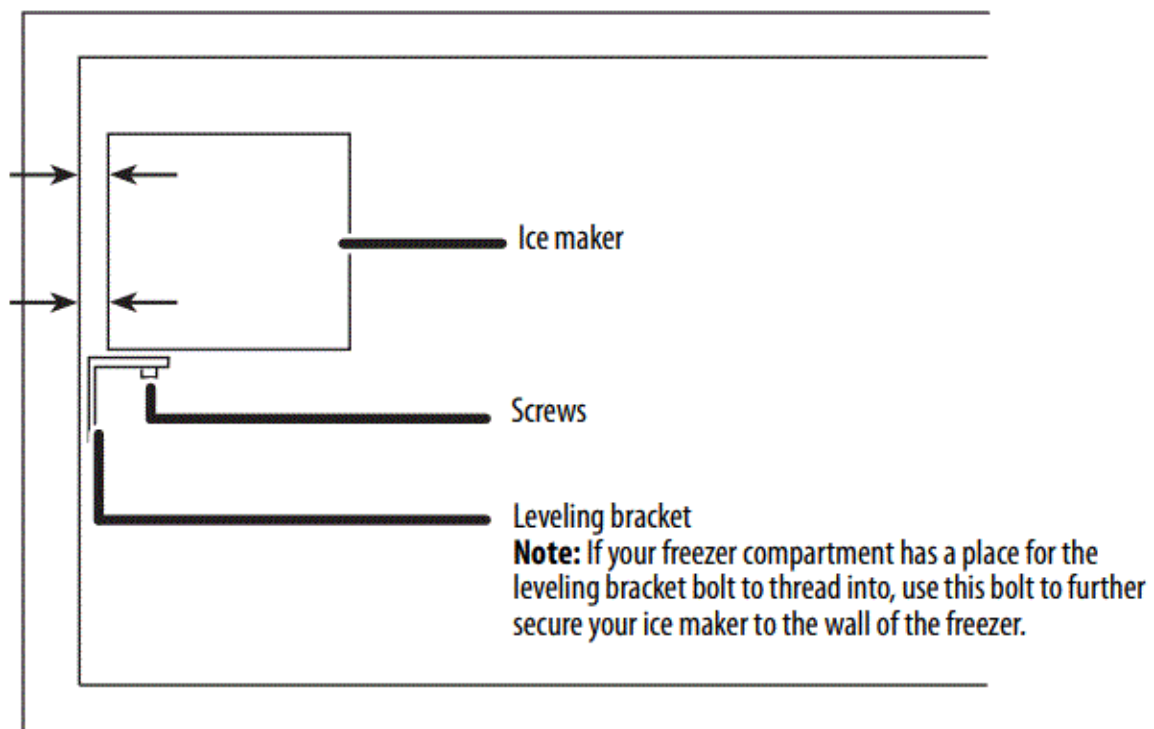 Ice maker
Screws
Leveling bracket
Note: If your freezer compartment has a place for the
leveling bracket bolt to thread into, use this bolt to further
secure your ice maker to the wall of the freezer.